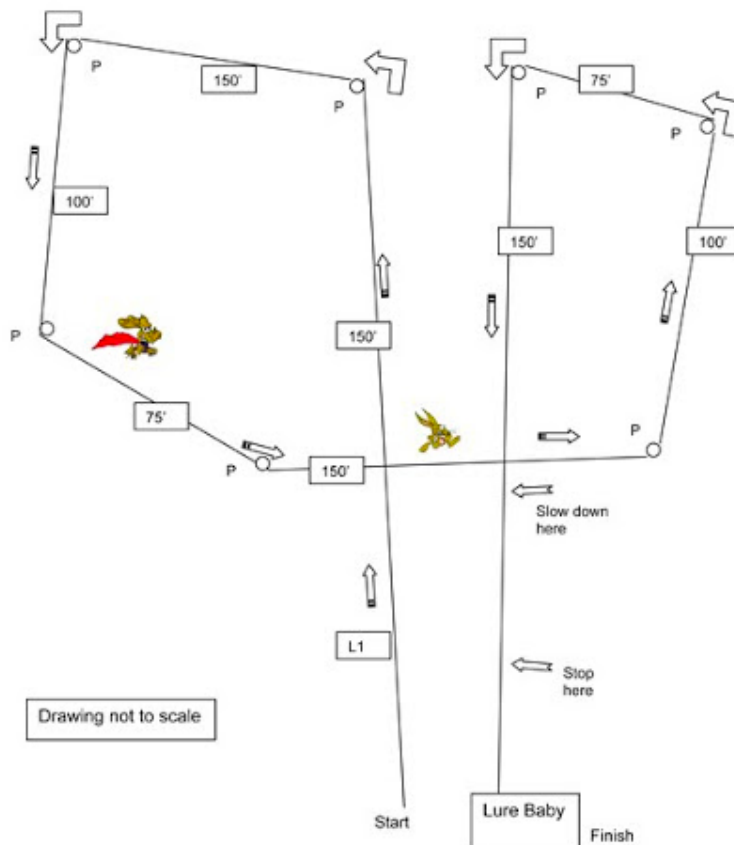 P
P
150'
75'
P
P
100'
150'
100'
150'
P
75'
P
P
150'
Slow down
here
L1
Stop
here
Drawing not to scale
Start
Lure Baby
Finish